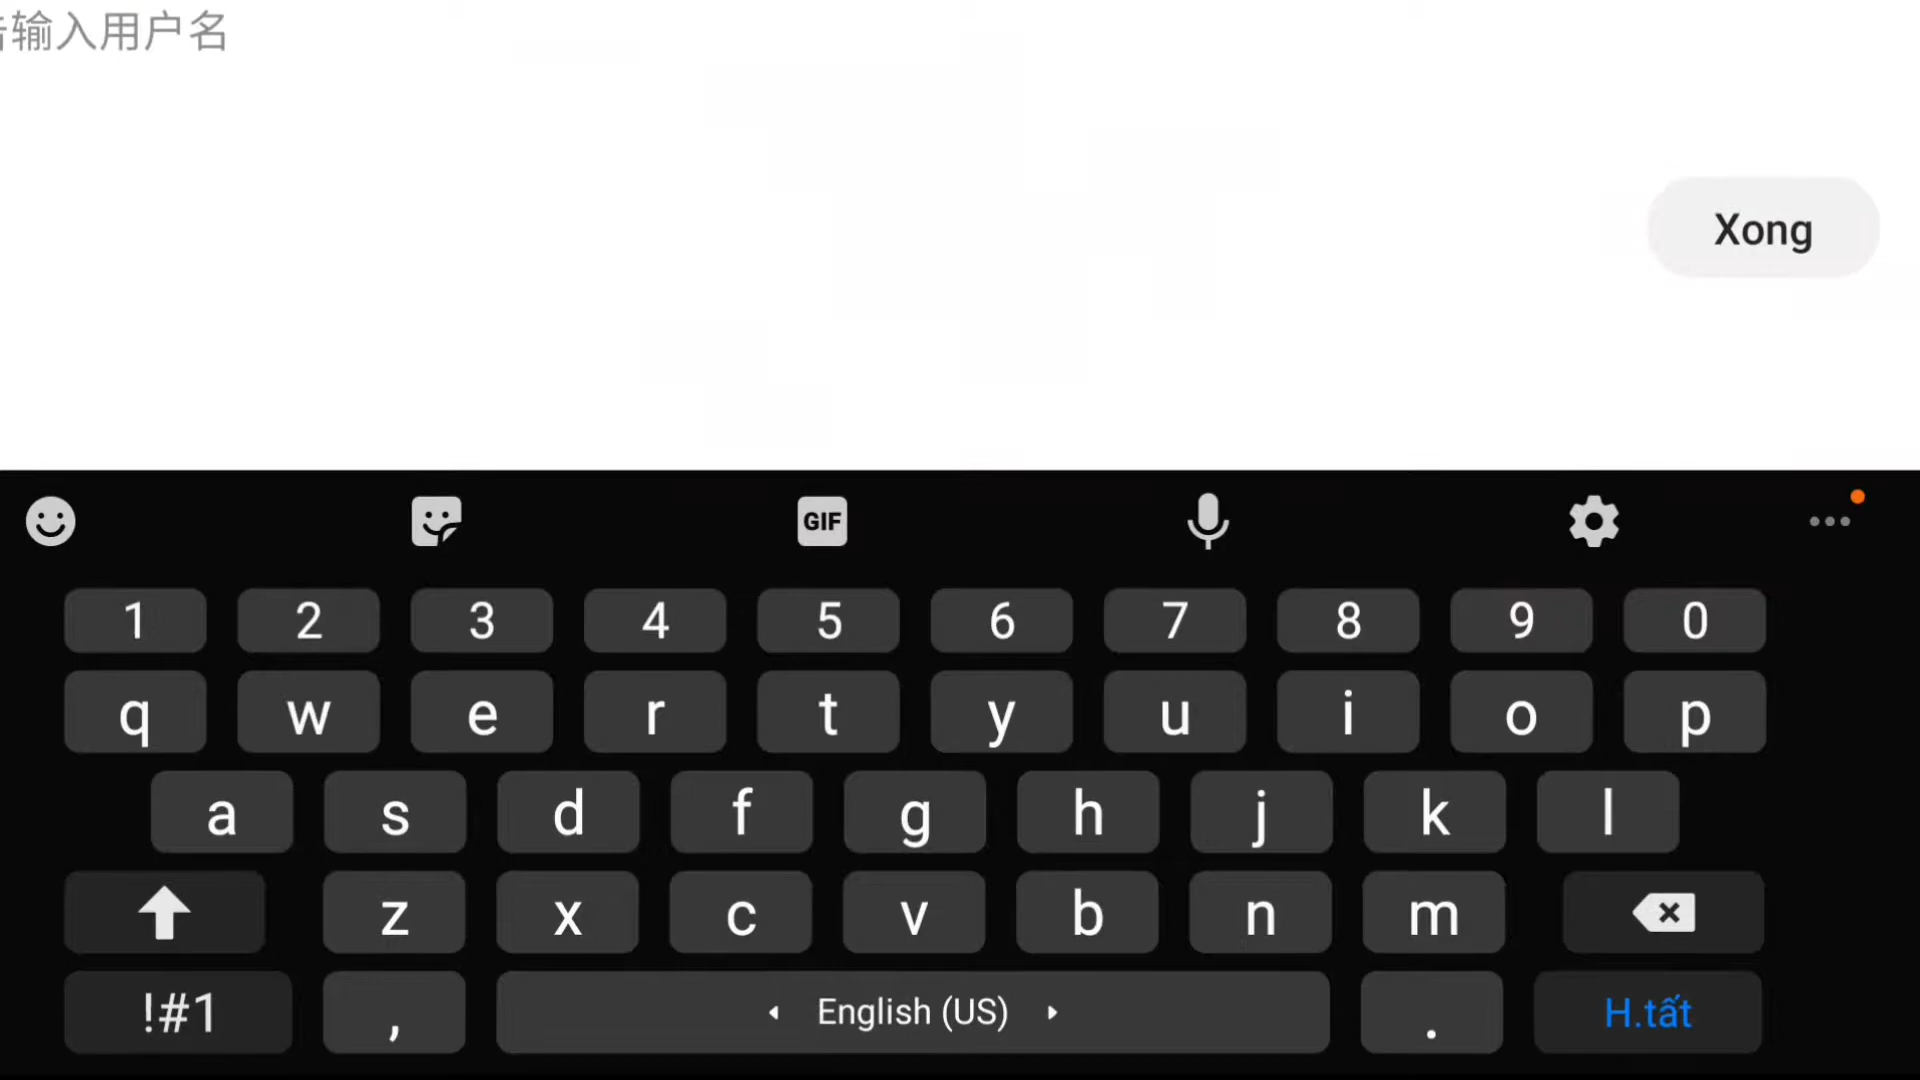 输入用户名
Xong
GIF
1 2 3 4 5 6 7 8 9 0
q w e r t y u i o p
a s d f g h j k l
z x c v b n m
!#1 , English (US) . H.tất